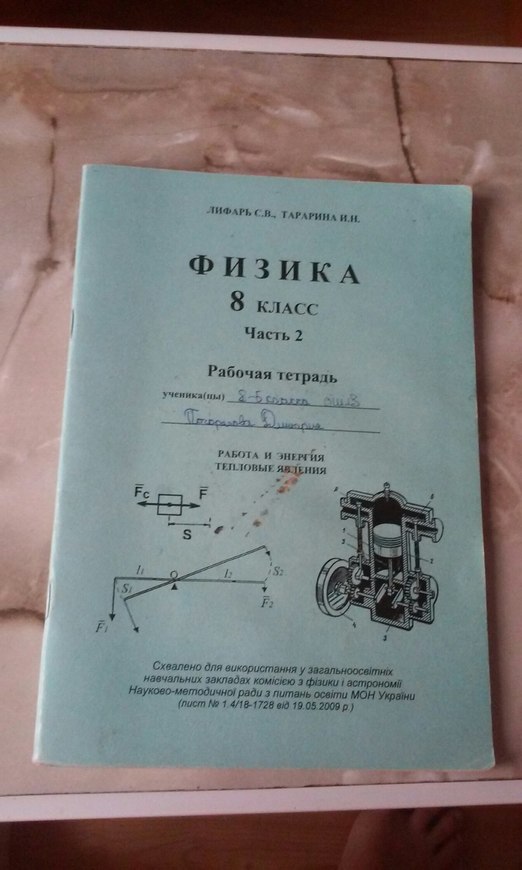 ЛИФАРЬ С.В., ТАРАРИНА И.И.
ФИЗИКА
8 КЛАСС
Часть 2
Рабочая тетрадь
ученика(цы) 8-Б класса
РАБОТА И ЭНЕРГИЯ
ТЕПЛОВЫЕ ЯВЛЕНИЯ
Fc F
S
l1 l2
S1 S2
F1 F2
Схвалено для використання у загальноосвітніх
навчальних закладах комісією з фізики і астрономії
Науково-методичної ради з питань освіти МОН України
(лист № 1.4/18-1728 від 19.05.2009 р.)